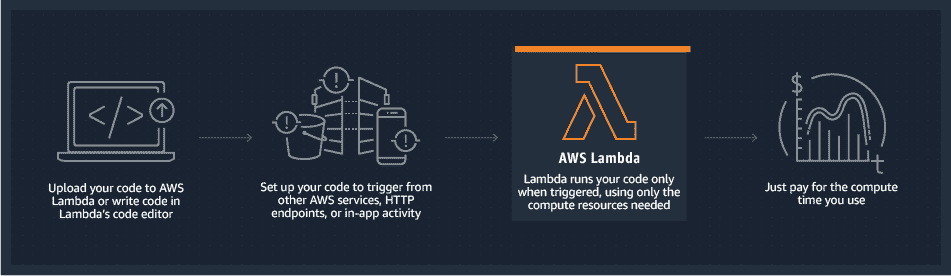 </>
$
t
Upload your code to AWS
Lambda or write code in
Lambda's code editor
Set up your code to trigger from
other AWS services, HTTP
endpoints, or in-app activity
AWS Lambda
Lambda runs your code only
when triggered, using only the
compute resources needed
Just pay for the compute
time you use